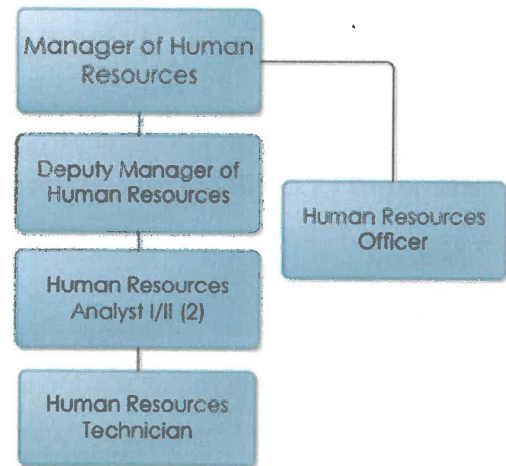 Manager of Human
Resources
Deputy Manager of
Human Resources
Human Resources
Officer
Human Resources
Analyst I/II (2)
Human Resources
Technician